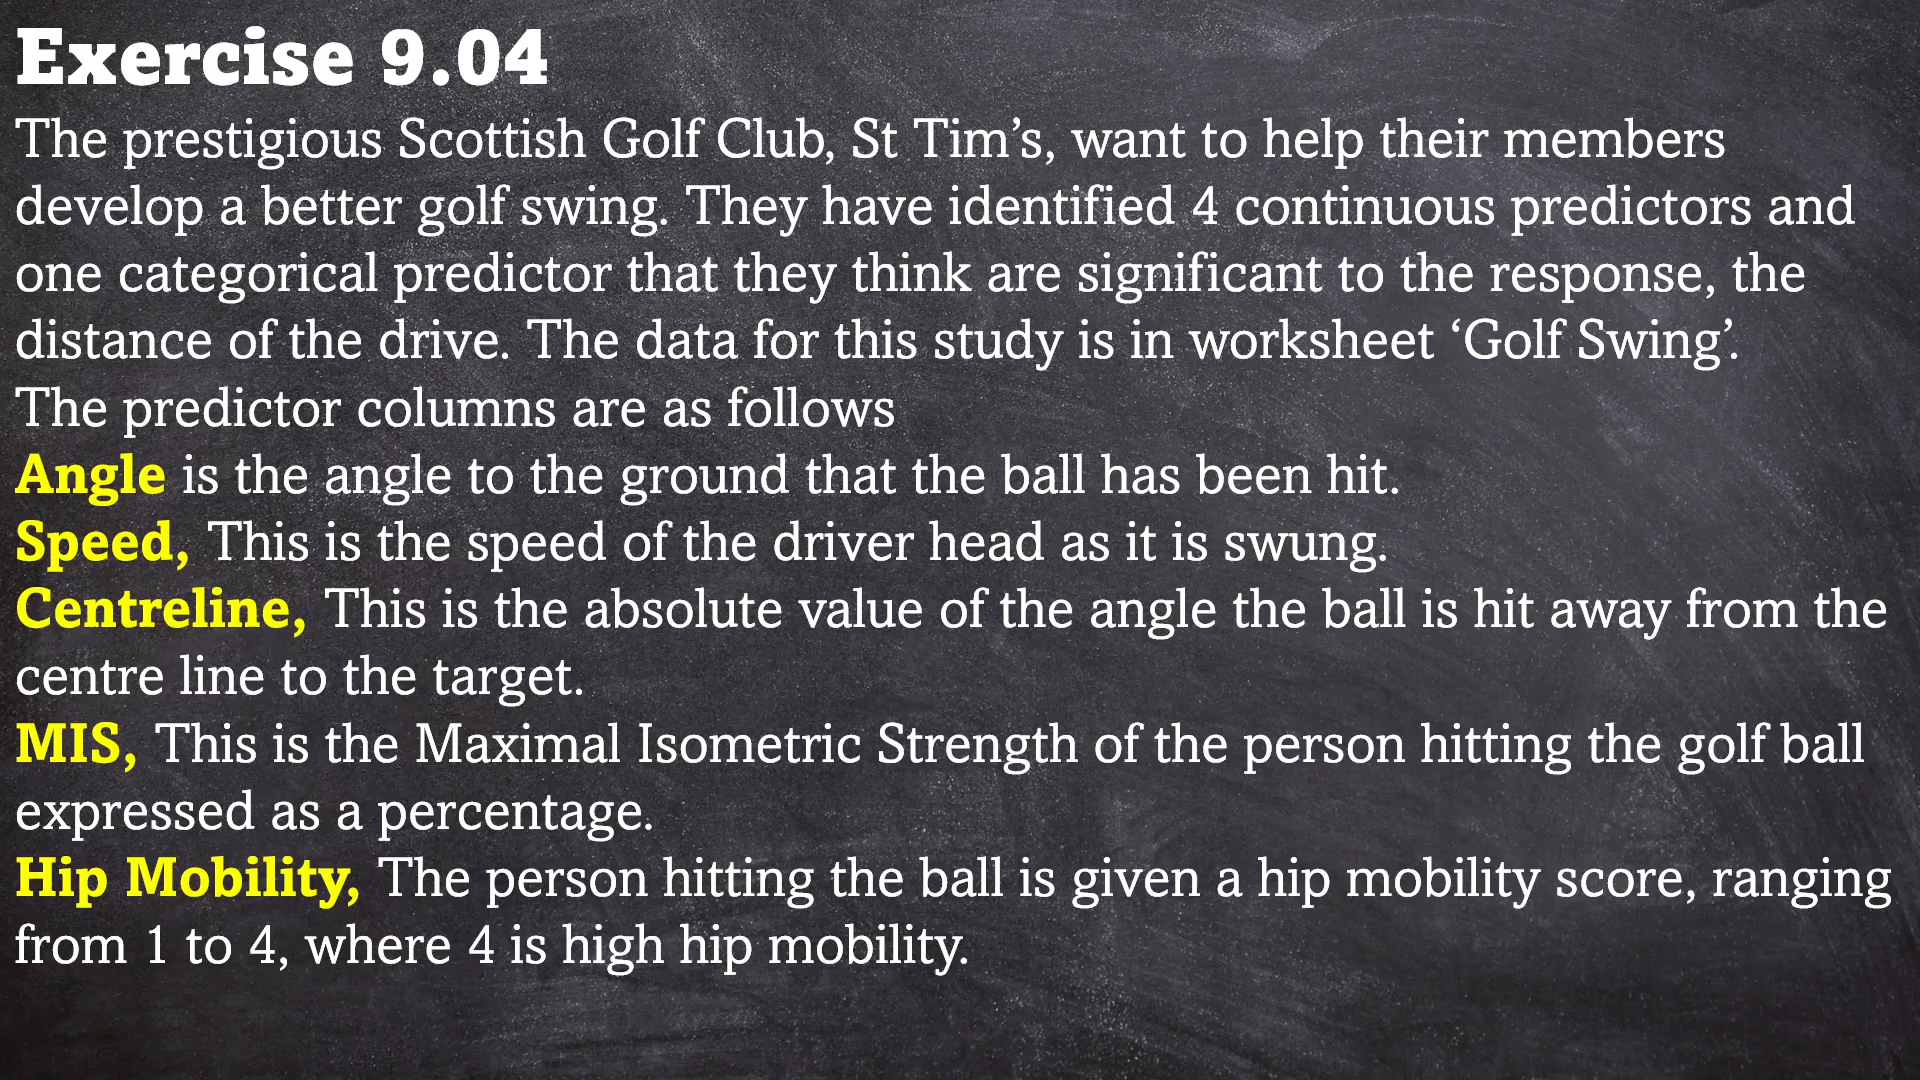 Exercise 9.04
The prestigious Scottish Golf Club, St Tim’s, want to help their members
develop a better golf swing. They have identified 4 continuous predictors and
one categorical predictor that they think are significant to the response, the
distance of the drive. The data for this study is in worksheet ‘Golf Swing’.
The predictor columns are as follows
Angle is the angle to the ground that the ball has been hit.
Speed, This is the speed of the driver head as it is swung.
Centreline, This is the absolute value of the angle the ball is hit away from the
centre line to the target.
MIS, This is the Maximal Isometric Strength of the person hitting the golf ball
expressed as a percentage.
Hip Mobility, The person hitting the ball is given a hip mobility score, ranging
from 1 to 4, where 4 is high hip mobility.